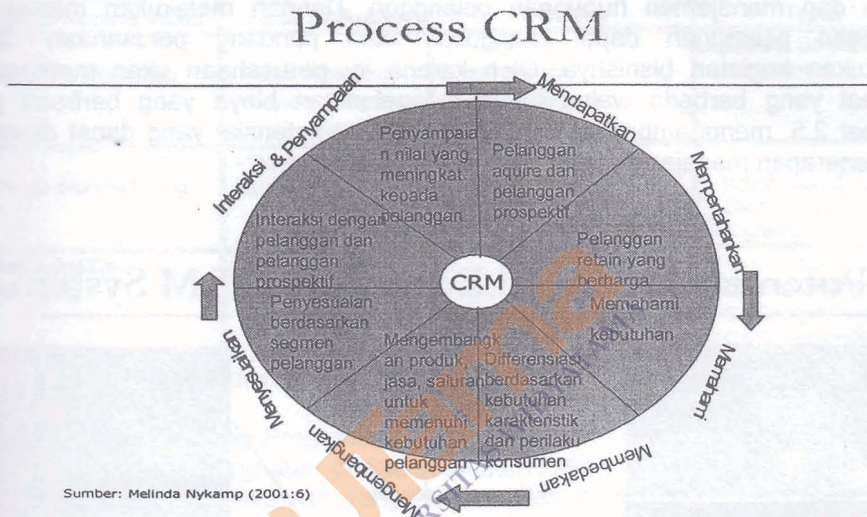 Process CRM
Interaksi & Penyampaian
Mendapatkan
Mempertahankan
Memahami
Membedakan
Mengembangkan
Menyesuaikan
Penyampaia
n nilai yang
meningkat
kepada
pelanggan
Pelanggan
aquire dan
pelanggan
prospektif
Pelanggan
retain yang
berharga
Memahami
kebutuhan
Differensiasi
berdasarkan
kebutuhan
karakteristik
dan perilaku
konsumen
Mengembangk
an produk,
jasa, saluran
untuk
memenuhi
kebutuhan
pelanggan
Penyesuaian
berdasarkan
segmen
pelanggan
Interaksi dengan
pelanggan dan
pelanggan
prospektif
CRM
Sumber: Melinda Nykamp (2001:6)